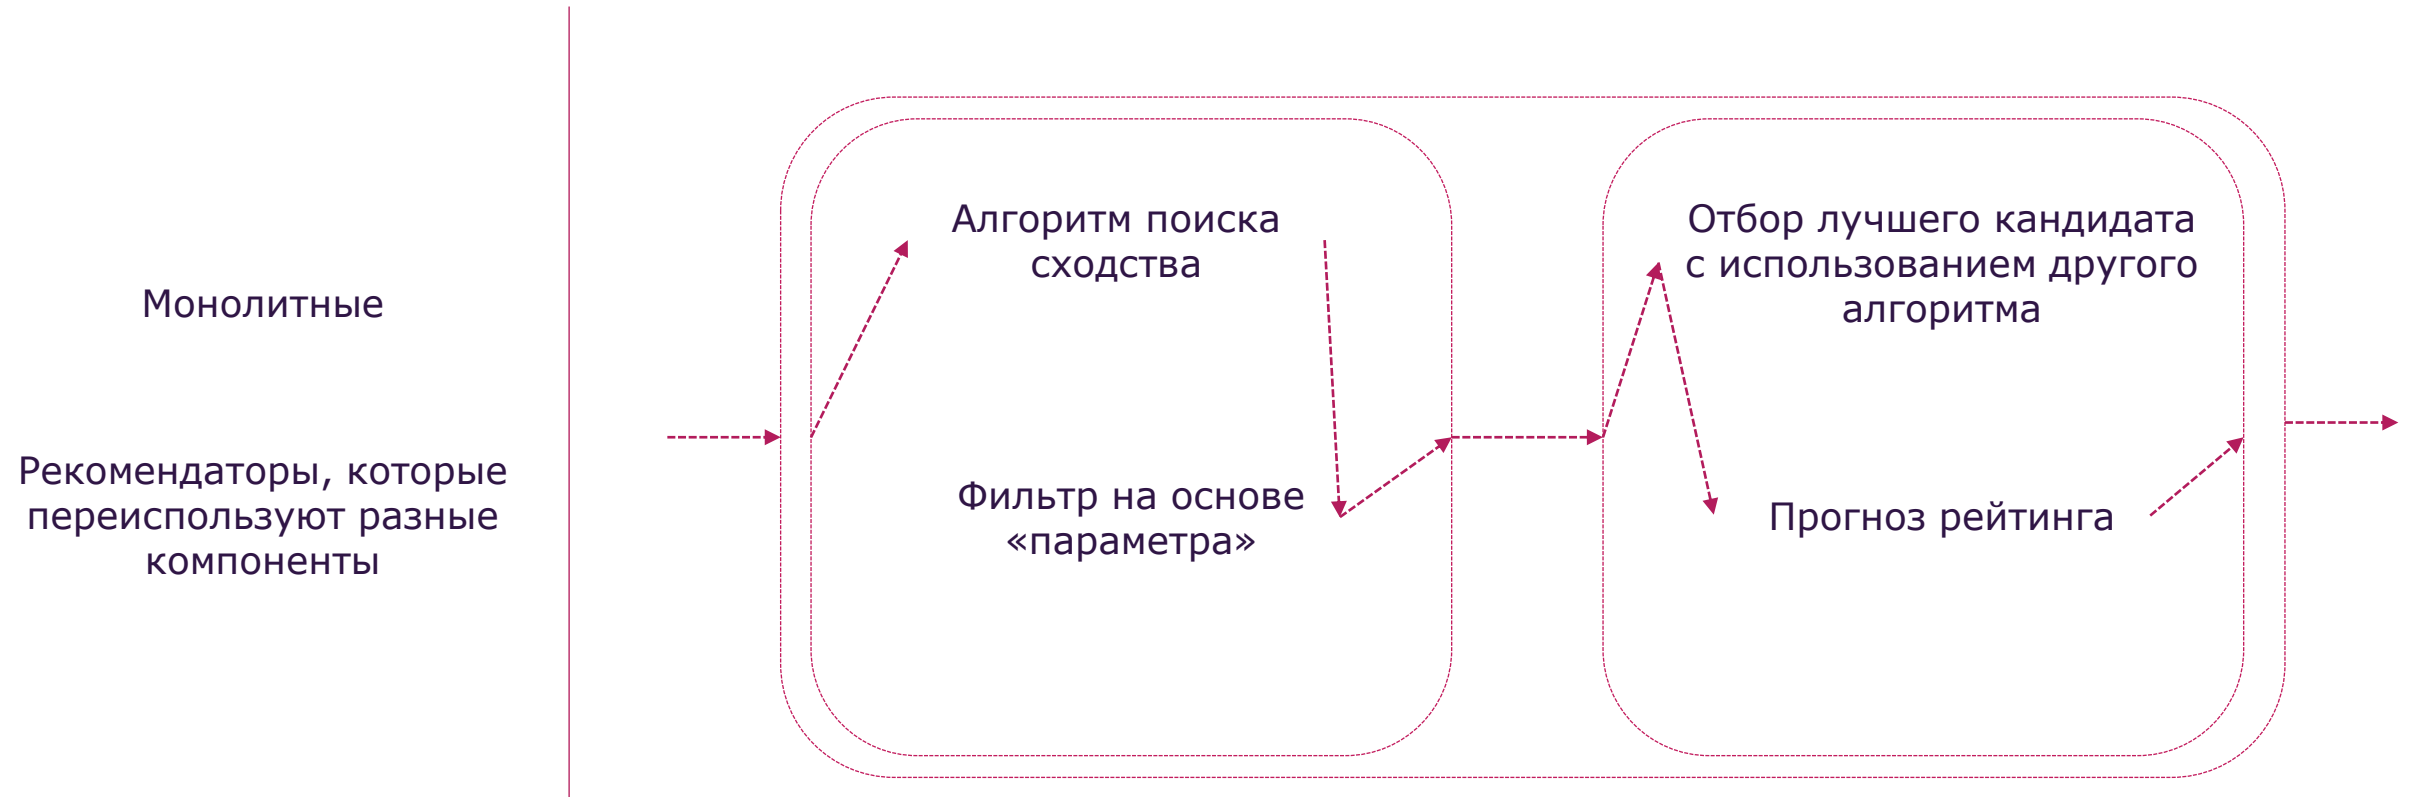 Монолитные
Рекомендаторы, которые
переиспользуют разные
компоненты
Алгоритм поиска
сходства
Фильтр на основе
«параметра»
Отбор лучшего кандидата
с использованием другого
алгоритма
Прогноз рейтинга